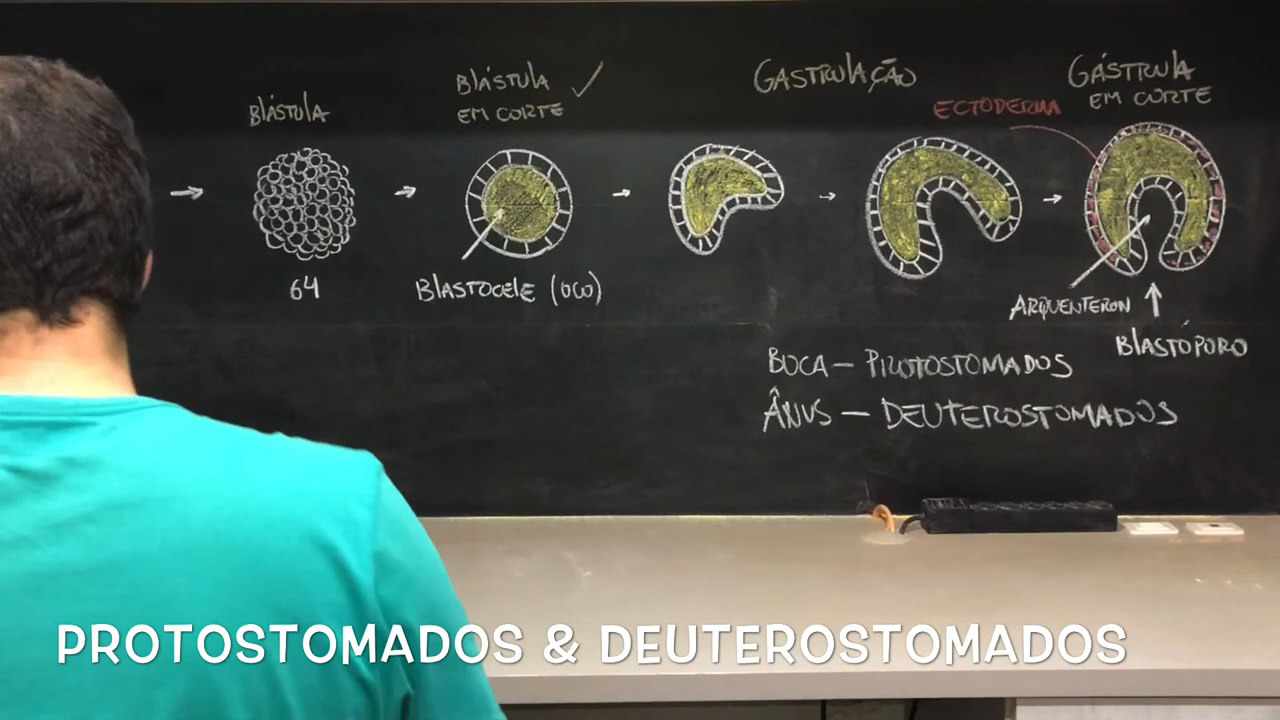 BLÁSTULA
64
BLÁSTULA
EM CORTE
BLASTOCELE (OCO)
GASTRULAÇÃO
ECTODERMA
GÁSTRULA
EM CORTE
ARQUENTERON
BLASTÓPORO
BOCA — PROTOSTOMADOS
ÂNUS — DEUTEROSTOMADOS
PROTOSTOMADOS & DEUTEROSTOMADOS